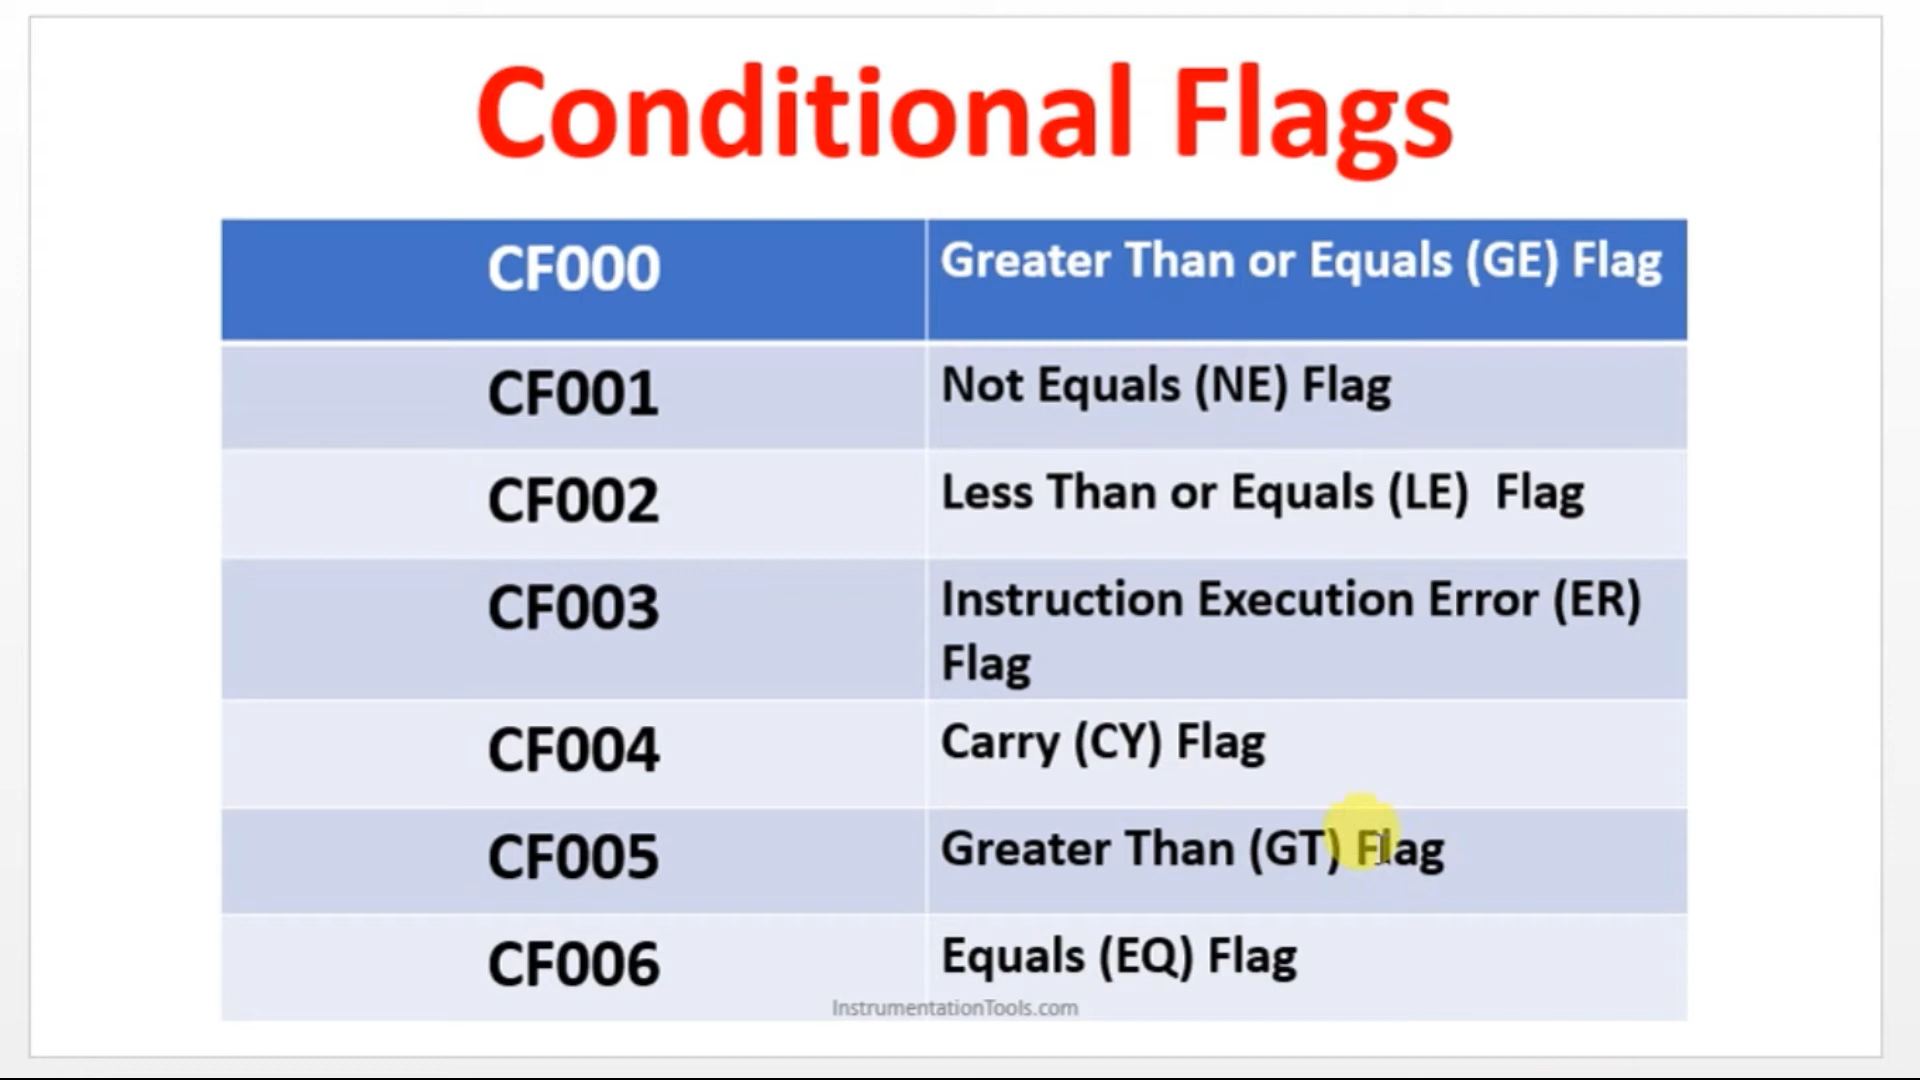 Conditional Flags
CF000 Greater Than or Equals (GE) Flag
CF001 Not Equals (NE) Flag
CF002 Less Than or Equals (LE) Flag
CF003 Instruction Execution Error (ER)
Flag
CF004 Carry (CY) Flag
CF005 Greater Than (GT) Flag
CF006 Equals (EQ) Flag
InstrumentationTools.com